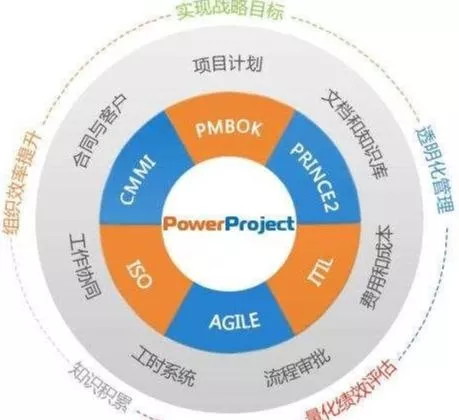 实现战略目标
项目计划
合同与客户
文档和知识库
组织效率提升
透明化管理
PMBOK
CMMI
PRINCE2
PowerProject
ISO
ITIL
AGILE
工作协同
费用和成本
工时系统
流程审批
知识积累
量化绩效评估